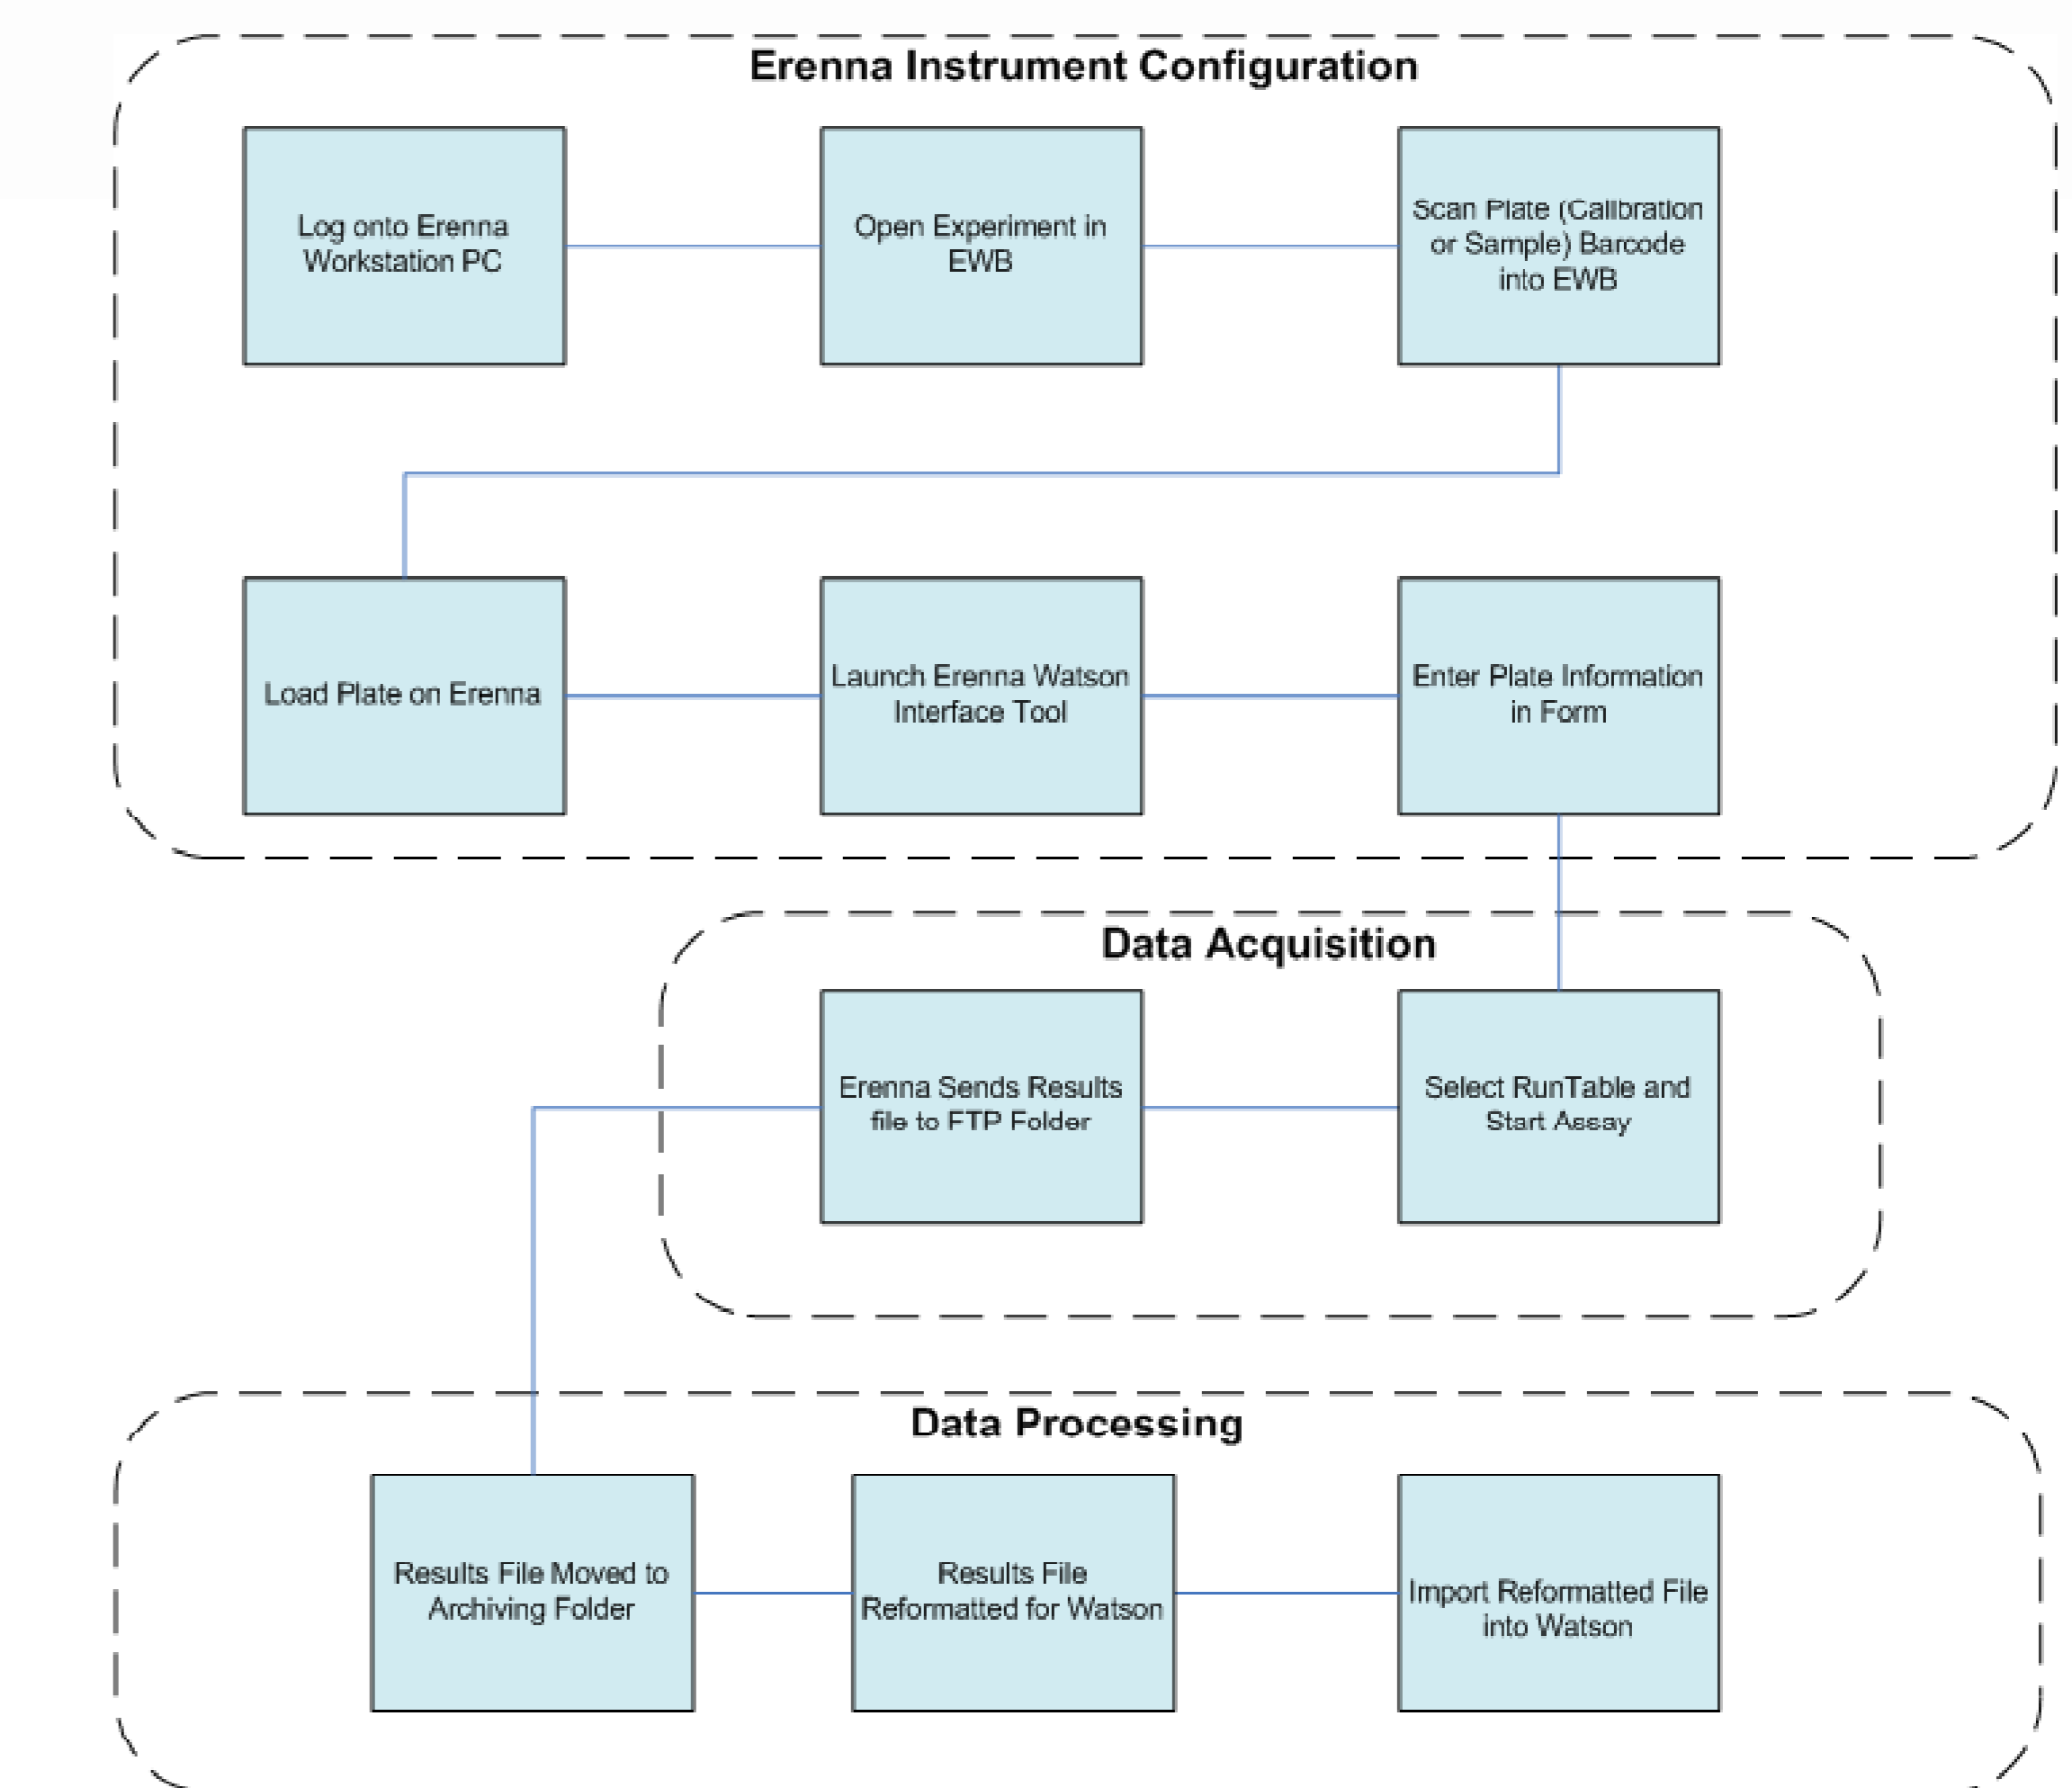 Erenna Instrument Configuration
Log onto Erenna
Workstation PC
Open Experiment in
EWB
Scan Plate (Calibration
or Sample) Barcode
into EWB
Load Plate on Erenna
Launch Erenna Watson
Interface Tool
Enter Plate Information
in Form
Data Acquisition
Erenna Sends Results
file to FTP Folder
Select RunTable and
Start Assay
Data Processing
Results File Moved to
Archiving Folder
Results File
Reformatted for Watson
Import Reformatted File
into Watson